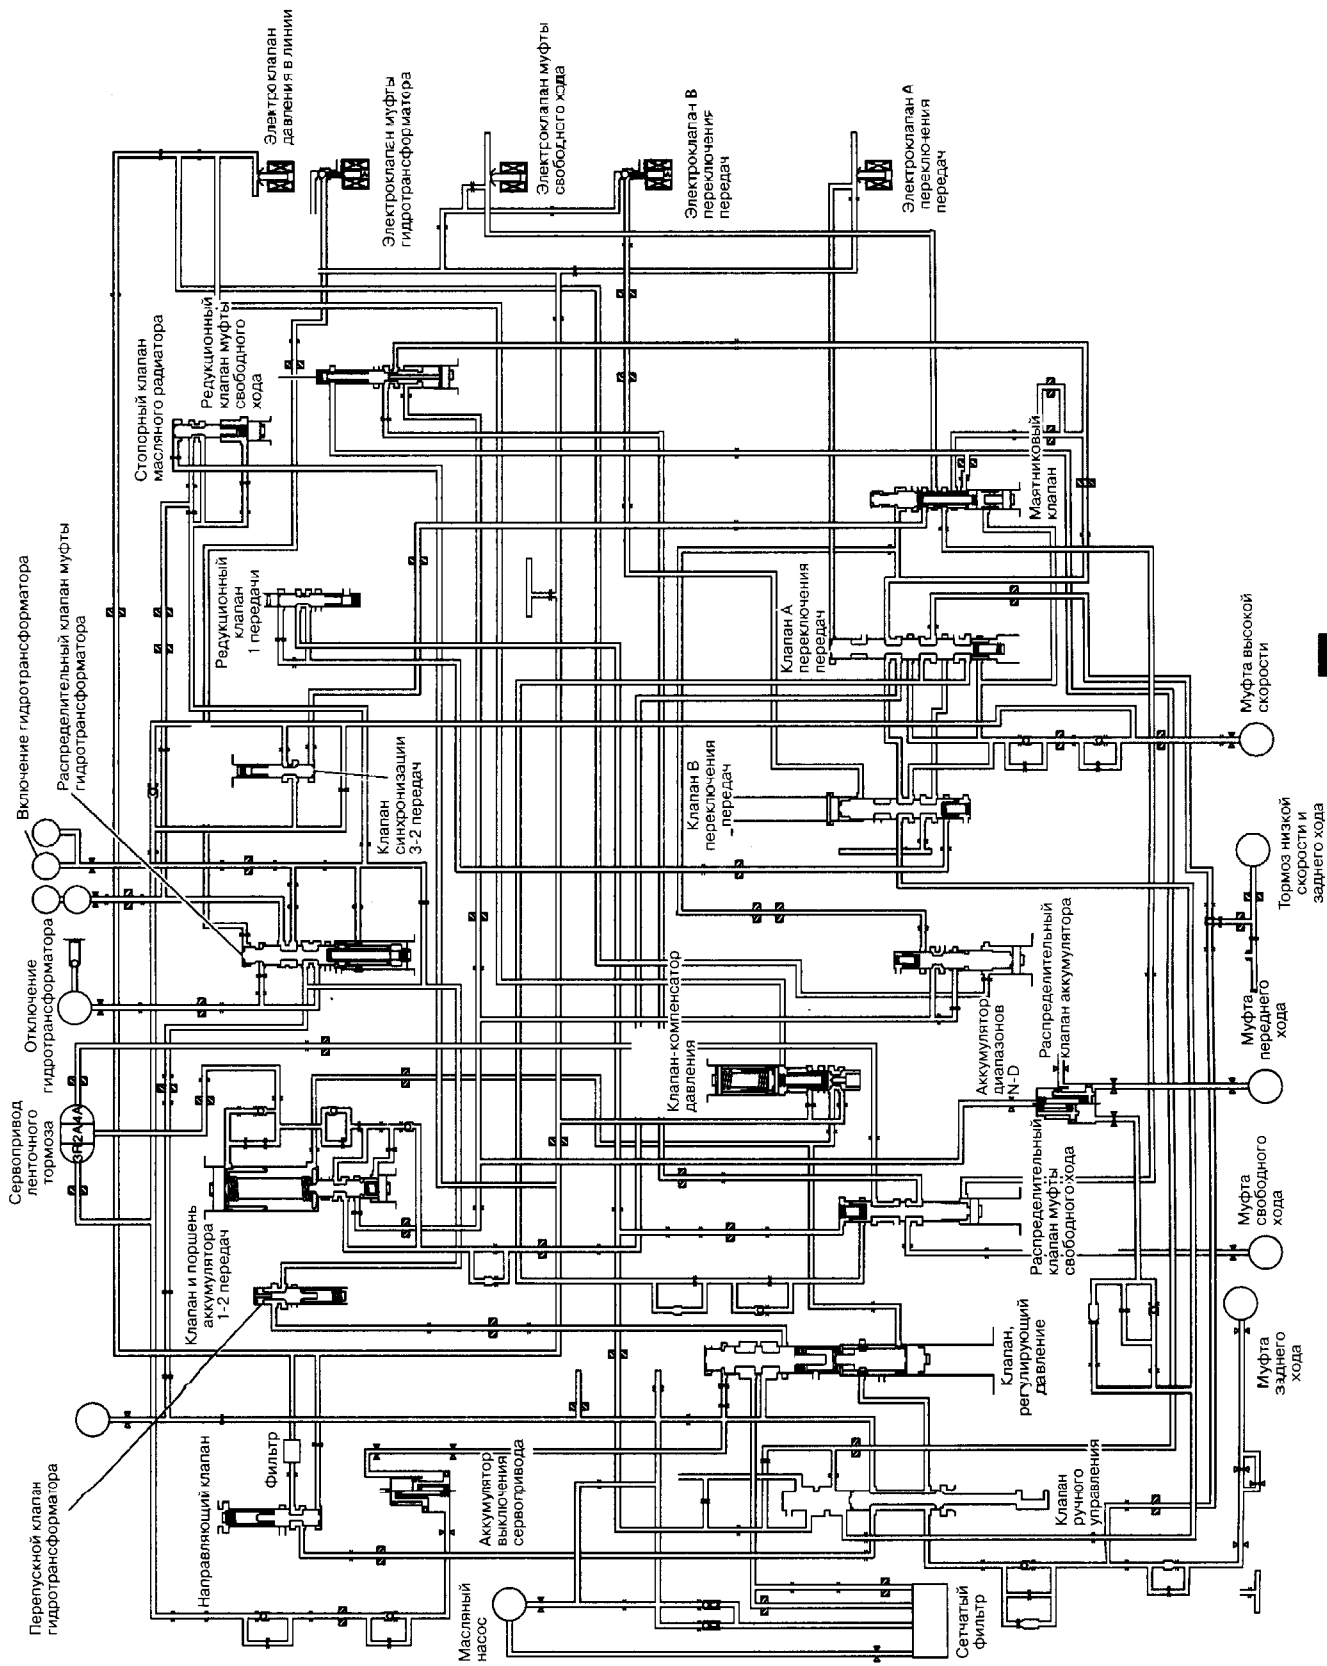 Электроклапан
давления в линии
Электроклапан муфты
гидротрансформатора
Электроклапан муфты
свободного хода
Электроклапан В
переключения
передач
Электроклапан А
переключения
передач
Стопорный клапан
масляного радиатора
Редукционный
клапан муфты
свободного
хода
Маятниковый
клапан
Включение гидротрансформатора
Распределительный клапан муфты
гидротрансформатора
Редукционный
клапан
1 передачи
Клапан А
переключения
передач
Муфта высокой
скорости
Клапан
синхронизации
3-2 передач
Клапан В
переключения
передач
Тормоз низкой
скорости и
заднего хода
Отключение
гидротрансформатора
Клапан-компенсатор
давления
Аккумулятор
диапазонов
N-D
Распределительный
клапан аккумулятора
Муфта
переднего
хода
Сервопривод
ленточного
тормоза
3R2A4A
Клапан и поршень
аккумулятора
1-2 передач
Распределительный
клапан муфты
свободного хода
Муфта
свободного
хода
Клапан,
регулирующий
давление
Муфта
заднего
хода
Перепускной клапан
гидротрансформатора
Направляющий клапан
Фильтр
Аккумулятор
выключения
сервопривода
Клапан
ручного
управления
Масляный
насос
Сетчатый
фильтр